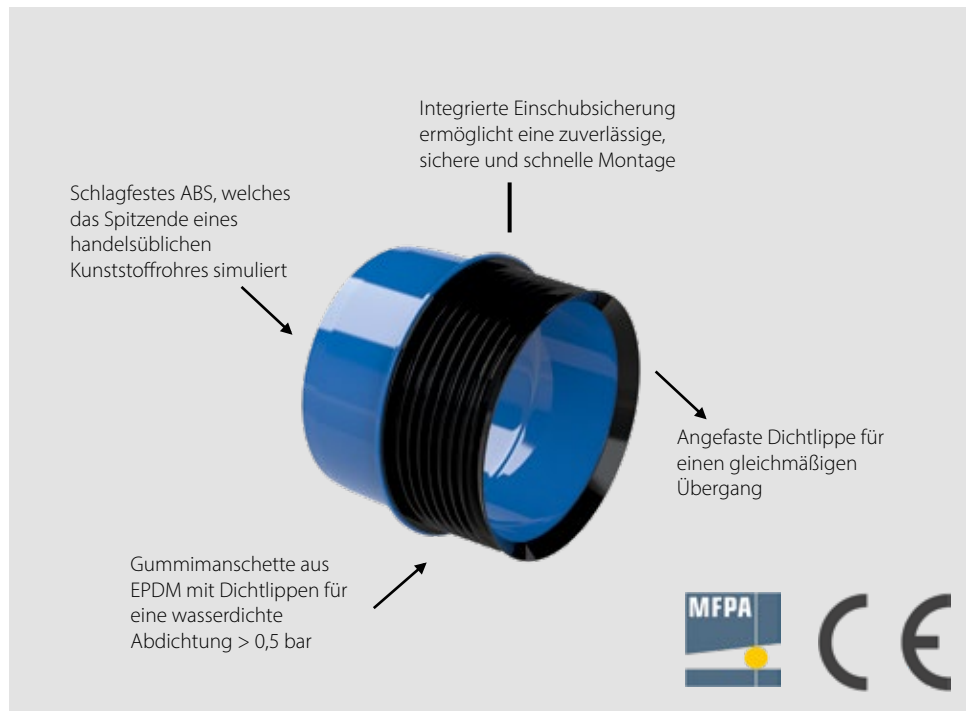 Integrierte Einschubsicherung
ermöglicht eine zuverlässige,
sichere und schnelle Montage
Schlagfestes ABS, welches
das Spitzende eines
handelsüblichen
Kunststoffrohres simuliert
Angefaste Dichtlippe für
einen gleichmäßigen
Übergang
Gummimanschette aus
EPDM mit Dichtlippen für
eine wasserdichte
Abdichtung > 0,5 bar
MFPA
CE